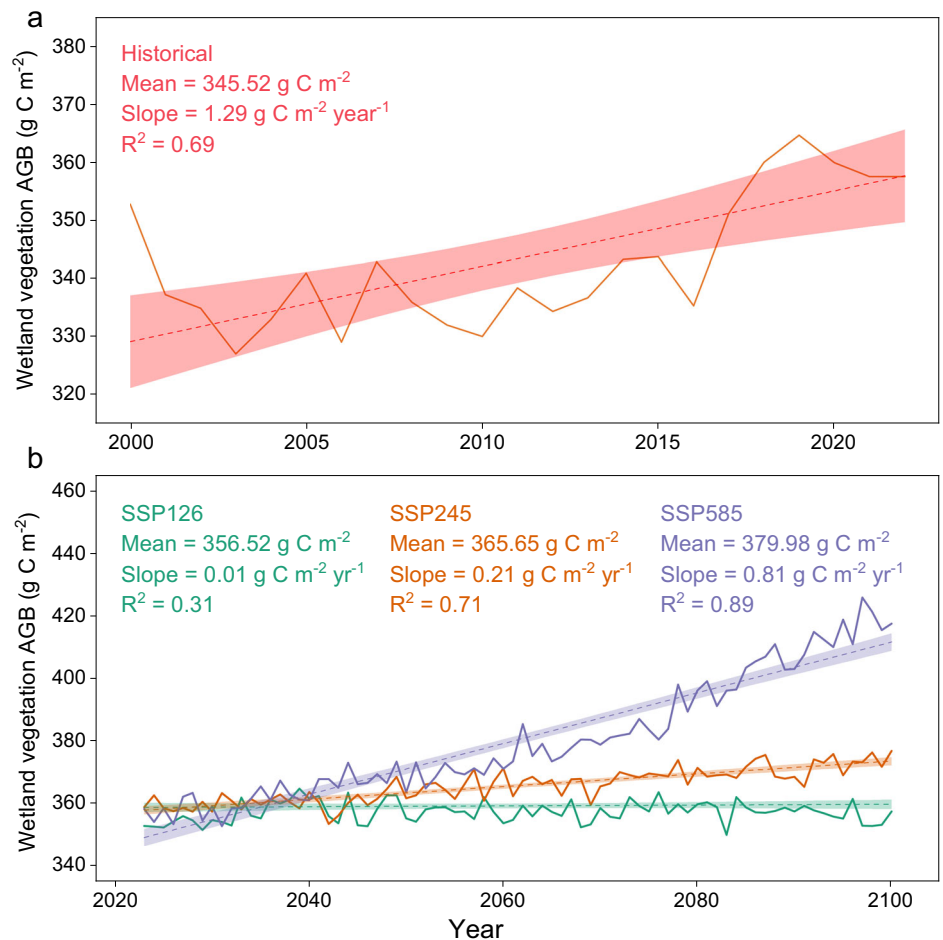 a
Wetland vegetation AGB (g C m⁻²)
380
370
360
350
340
330
320
Historical
Mean = 345.52 g C m⁻²
Slope = 1.29 g C m⁻² year⁻¹
R² = 0.69
2000 2005 2010 2015 2020
b
Wetland vegetation AGB (g C m⁻²)
460
440
420
400
380
360
340
SSP126
Mean = 356.52 g C m⁻²
Slope = 0.01 g C m⁻² yr⁻¹
R² = 0.31
SSP245
Mean = 365.65 g C m⁻²
Slope = 0.21 g C m⁻² yr⁻¹
R² = 0.71
SSP585
Mean = 379.98 g C m⁻²
Slope = 0.81 g C m⁻² yr⁻¹
R² = 0.89
2020 2040 2060 2080 2100
Year